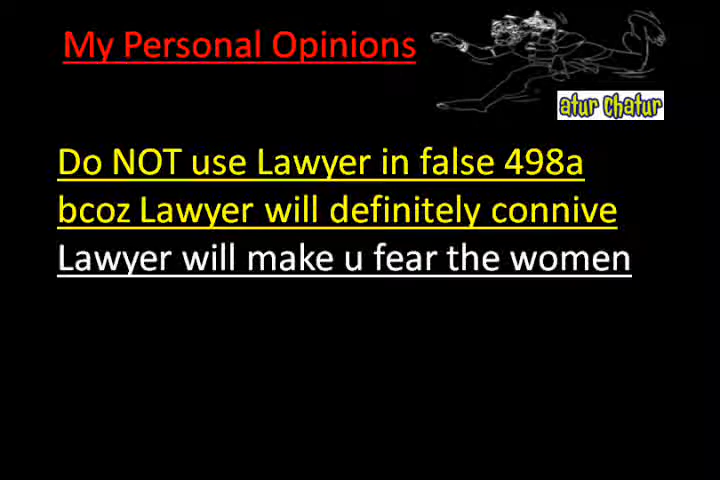 My Personal Opinions
atur chatur
Do NOT use Lawyer in false 498a
bcoz Lawyer will definitely connive
Lawyer will make u fear the women